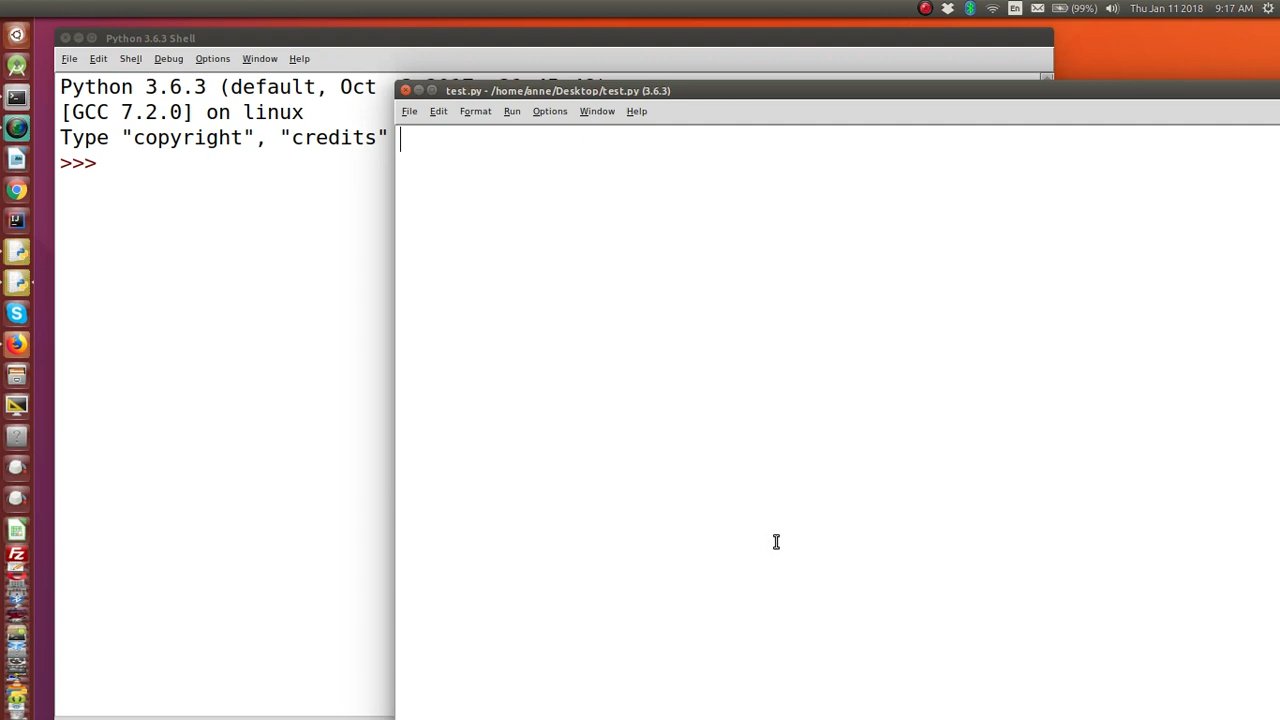 En
(99%)
Thu Jan 11 2018
9:17 AM
Python 3.6.3 Shell
File Edit Shell Debug Options Window Help
Python 3.6.3 (default, Oct
[GCC 7.2.0] on linux
Type "copyright", "credits"
>>>
test.py - /home/anne/Desktop/test.py (3.6.3)
File Edit Format Run Options Window Help
IJ
?
Fz